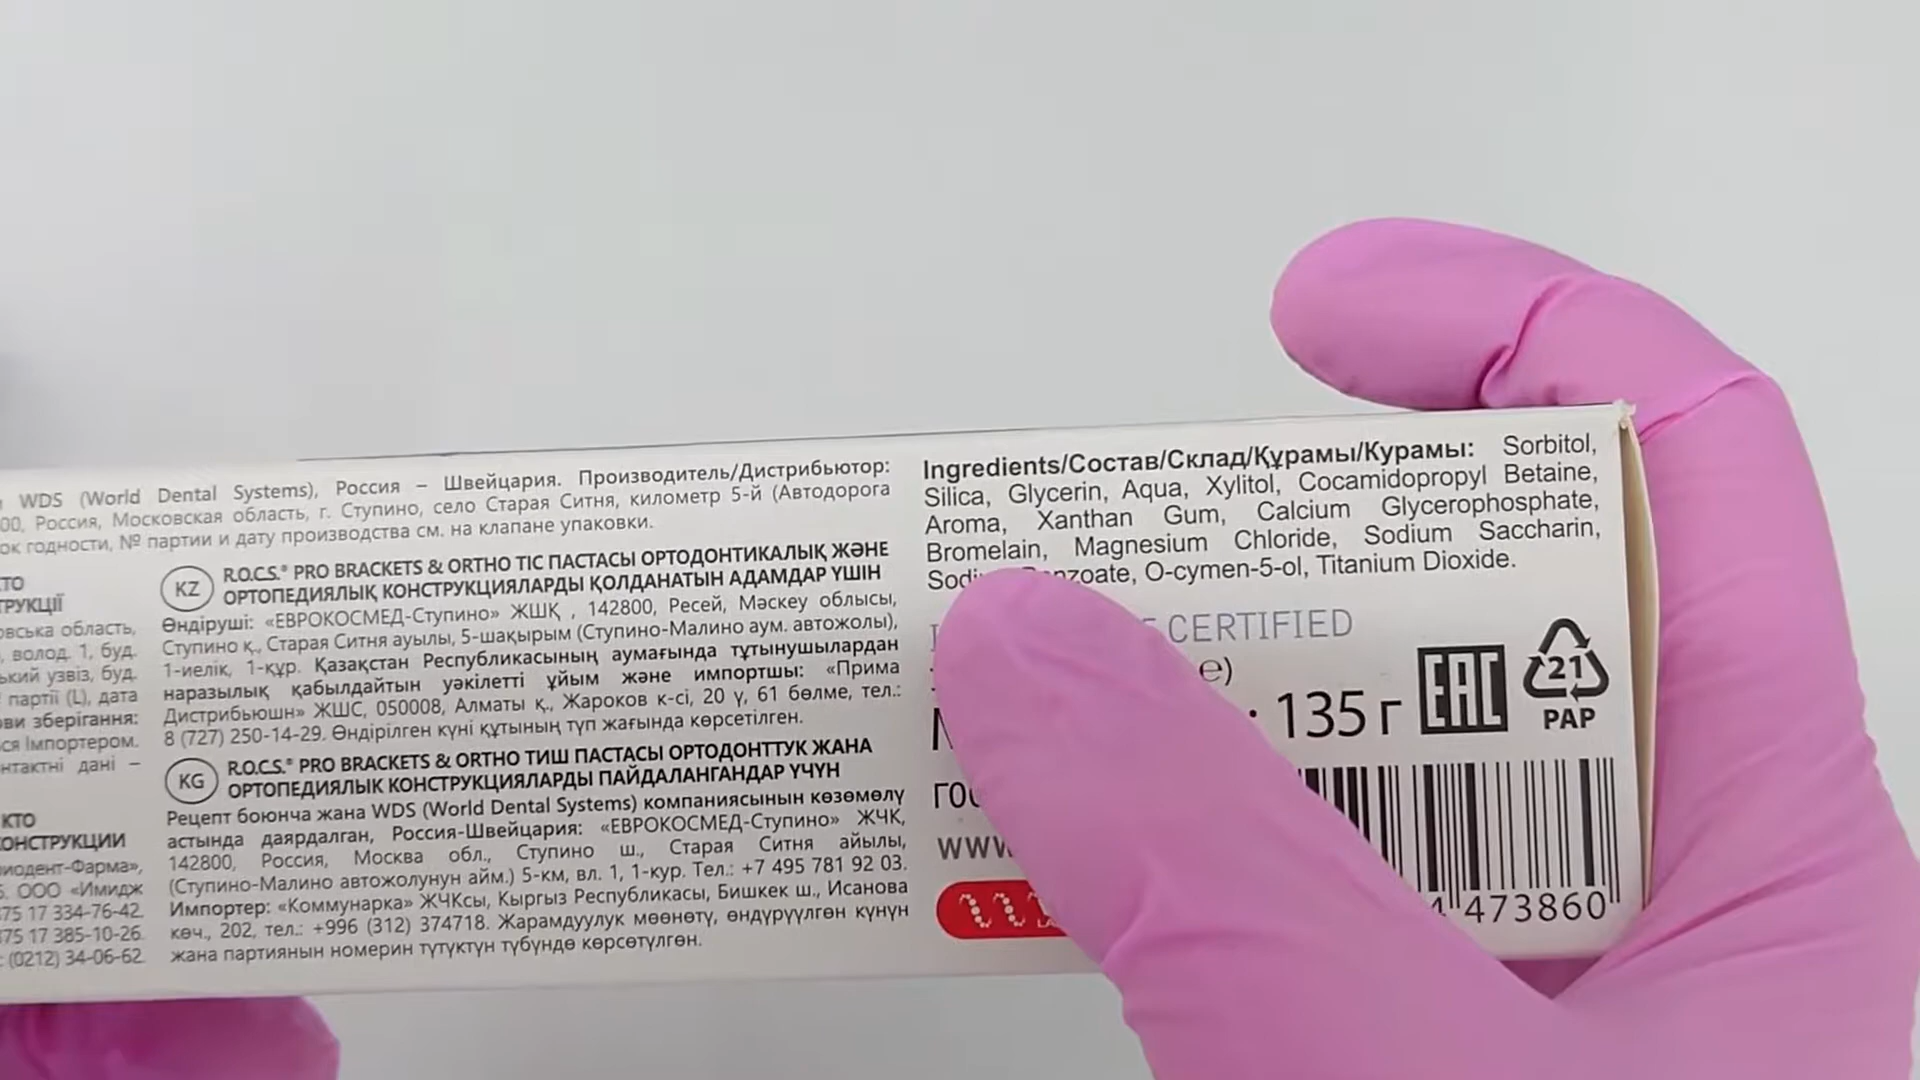 WDS (World Dental Systems), Россия – Швейцария. Производитель/Дистрибьютор:
00, Россия, Московская область, г. Ступино, село Старая Ситня, километр 5-й (Автодорога
ок годности, № партии и дату производства см. на клапане упаковки.
КТО
ТРУКЦІЇ
овська область,
, волод. 1, буд.
ський узвіз, буд.
партії (L), дата
ови зберігання:
ься Імпортером.
онтактні дані –
КТО
ОНСТРУКЦИИ
риодент-Фарма»,
ООО «Имидж
375 17 334-76-42.
375 17 385-10-26.
: (0212) 34-06-62.
KZ
R.O.C.S.® PRO BRACKETS & ORTHO ТІС ПАСТАСЫ ОРТОДОНТИКАЛЫҚ ЖӘНЕ
ОРТОПЕДИЯЛЫҚ КОНСТРУКЦИЯЛАРДЫ ҚОЛДАНАТЫН АДАМДАР ҮШІН
Өндіруші: «ЕВРОКОСМЕД-Ступино» ЖШҚ , 142800, Ресей, Мәскеу облысы,
Ступино қ., Старая Ситня ауылы, 5-шақырым (Ступино-Малино аум. автожолы),
1-иелік, 1-құр. Қазақстан Республикасының аумағында тұтынушылардан
наразылық қабылдайтын уәкілетті ұйым және импортшы: «Прима
Дистрибьюшн» ЖШС, 050008, Алматы қ., Жароков к-сі, 20 ү, 61 бөлме, тел.:
8 (727) 250-14-29. Өндірілген күні құтының түп жағында көрсетілген.
KG
R.O.C.S.® PRO BRACKETS & ORTHO ТИШ ПАСТАСЫ ОРТОДОНТТУК ЖАНА
ОРТОПЕДИЯЛЫК КОНСТРУКЦИЯЛАРДЫ ПАЙДАЛАНГАНДАР ҮЧҮН
Рецепт боюнча жана WDS (World Dental Systems) компаниясынын көзөмөлү
астында даярдалган, Россия-Швейцария: «ЕВРОКОСМЕД-Ступино» ЖЧК,
142800, Россия, Москва обл., Ступино ш., Старая Ситня айылы,
(Ступино-Малино автожолунун айм.) 5-км, вл. 1, 1-кур. Тел.: +7 495 781 92 03.
Импортер: «Коммунарка» ЖЧКсы, Кыргыз Республикасы, Бишкек ш., Исанова
көч., 202, тел.: +996 (312) 374718. Жарамдуулук мөөнөтү, өндүрүлгөн күнүн
жана партиянын номерин түтүктүн түбүндө көрсөтүлгөн.
Ingredients/Состав/Склад/Құрамы/Курамы: Sorbitol,
Silica, Glycerin, Aqua, Xylitol, Cocamidopropyl Betaine,
Aroma, Xanthan Gum, Calcium Glycerophosphate,
Bromelain, Magnesium Chloride, Sodium Saccharin,
O-cymen-5-ol, Titanium Dioxide.
CERTIFIED
℮)
: 135 г
EAC
21
PAP
www
4 473860